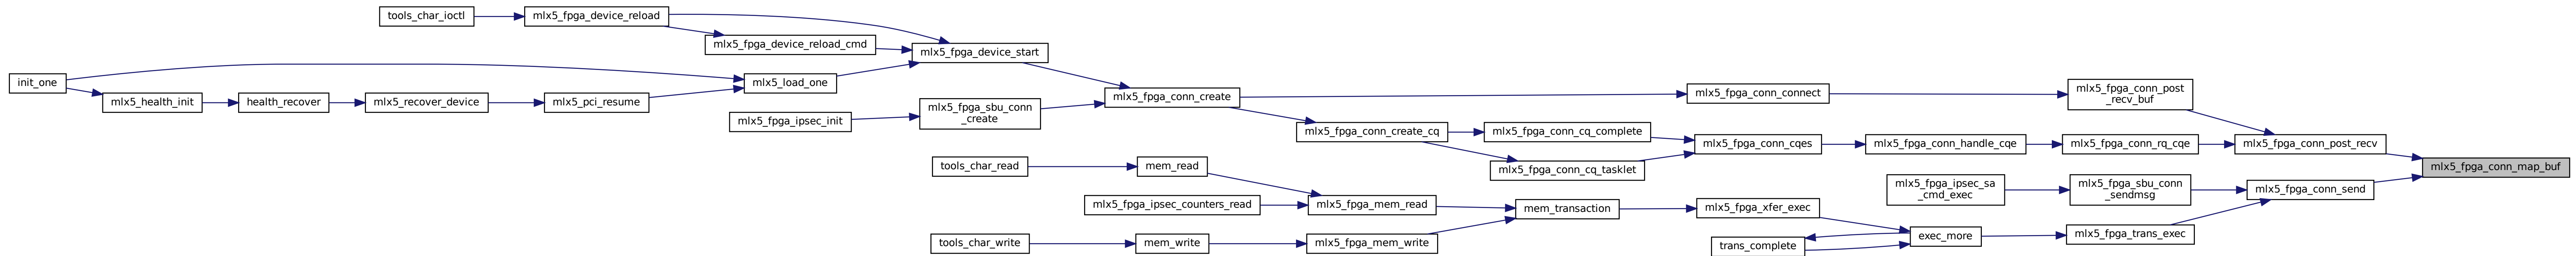 tools_char_ioctl
mlx5_fpga_device_reload
mlx5_fpga_device_reload_cmd
mlx5_fpga_device_start
init_one
mlx5_load_one
mlx5_health_init
health_recover
mlx5_recover_device
mlx5_pci_resume
mlx5_fpga_conn_create
mlx5_fpga_conn_connect
mlx5_fpga_conn_post
_recv_buf
mlx5_fpga_ipsec_init
mlx5_fpga_sbu_conn
_create
mlx5_fpga_conn_create_cq
mlx5_fpga_conn_cq_complete
mlx5_fpga_conn_cqes
mlx5_fpga_conn_handle_cqe
mlx5_fpga_conn_rq_cqe
mlx5_fpga_conn_post_recv
mlx5_fpga_conn_map_buf
tools_char_read
mem_read
mlx5_fpga_conn_cq_tasklet
mlx5_fpga_ipsec_sa
_cmd_exec
mlx5_fpga_sbu_conn
_sendmsg
mlx5_fpga_conn_send
mlx5_fpga_ipsec_counters_read
mlx5_fpga_mem_read
mem_transaction
mlx5_fpga_xfer_exec
tools_char_write
mem_write
mlx5_fpga_mem_write
trans_complete
exec_more
mlx5_fpga_trans_exec